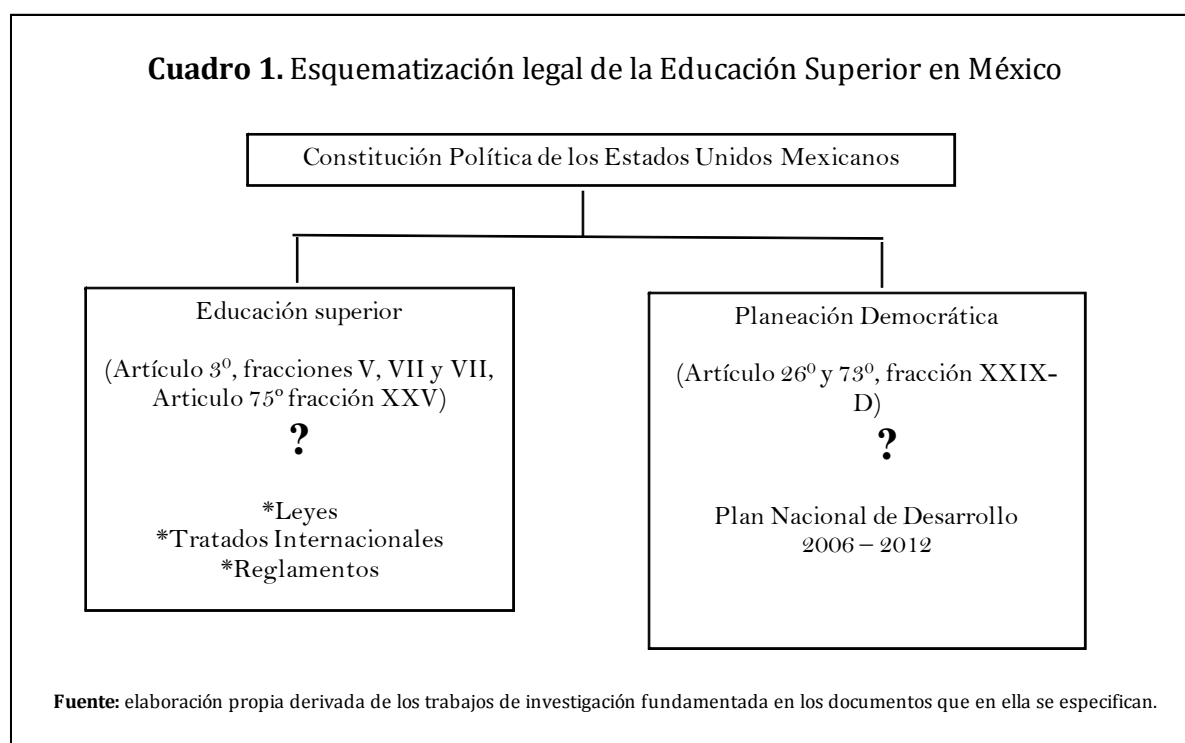 Cuadro 1. Esquematización legal de la Educación Superior en México
Constitución Política de los Estados Unidos Mexicanos
Educación superior
(Artículo 3⁰, fracciones V, VII y VII,
Articulo 75º fracción XXV)
?
*Leyes
*Tratados Internacionales
*Reglamentos
Planeación Democrática
(Artículo 26⁰ y 73⁰, fracción XXIX-
D)
?
Plan Nacional de Desarrollo
2006 – 2012
Fuente: elaboración propia derivada de los trabajos de investigación fundamentada en los documentos que en ella se especifican.